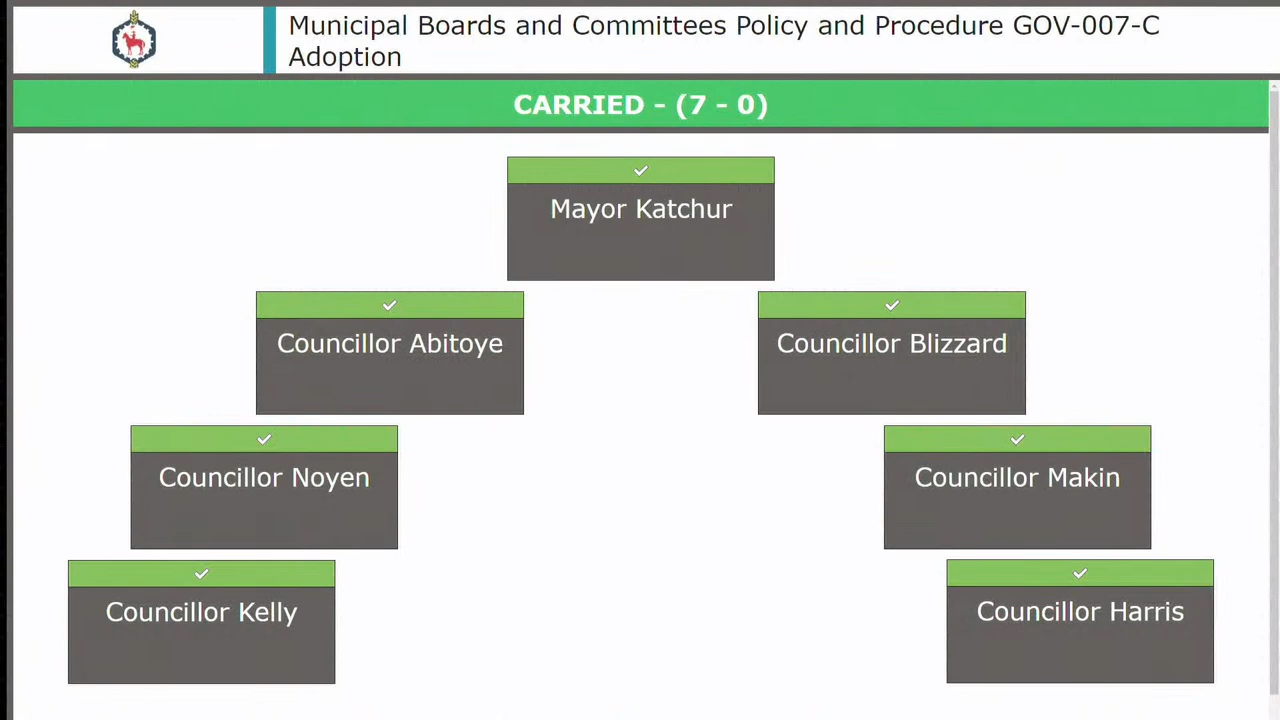 Municipal Boards and Committees Policy and Procedure GOV-007-C
Adoption
CARRIED - (7 - 0)
Mayor Katchur
Councillor Abitoye
Councillor Blizzard
Councillor Noyen
Councillor Makin
Councillor Kelly
Councillor Harris